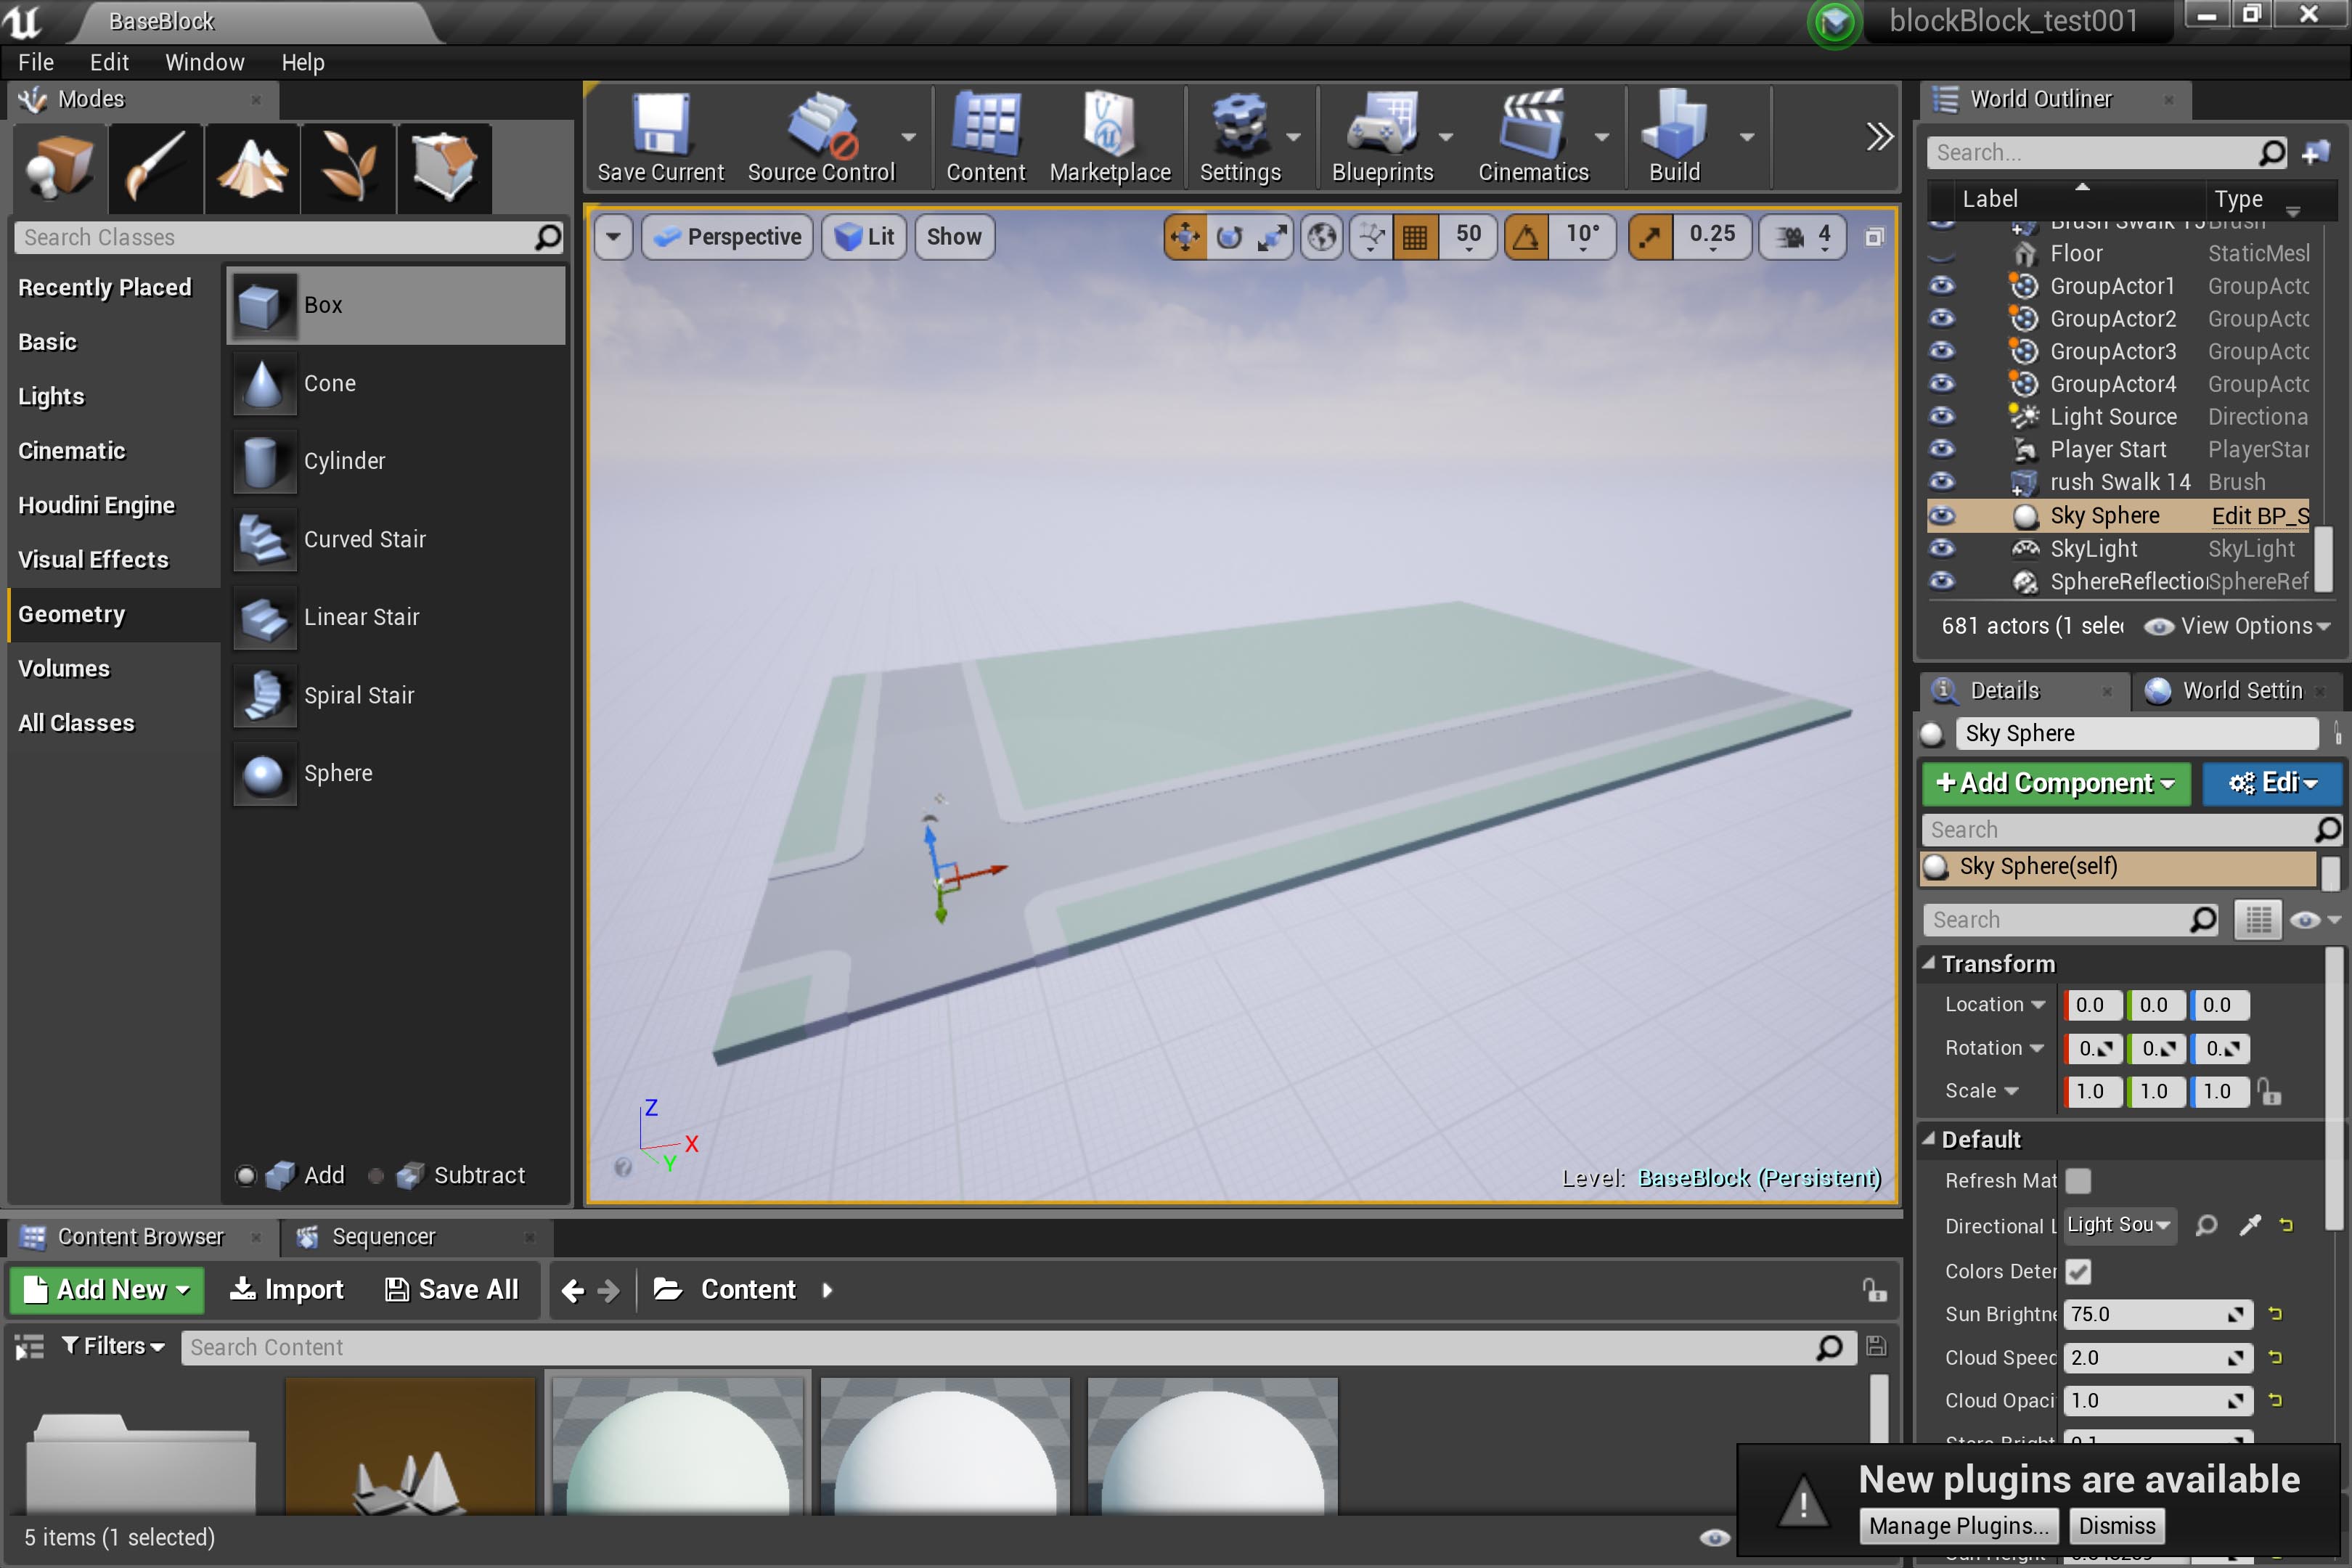 BaseBlock
blockBlock_test001
File Edit Window Help
Modes
Search Classes
Recently Placed
Basic
Lights
Cinematic
Houdini Engine
Visual Effects
Geometry
Volumes
All Classes
Box
Cone
Cylinder
Curved Stair
Linear Stair
Spiral Stair
Sphere
Add Subtract
Save Current Source Control Content Marketplace Settings Blueprints Cinematics Build
Perspective Lit Show 50 10° 0.25 4
Z
X
Y
Level: BaseBlock (Persistent)
World Outliner
Search...
Label Type
Floor StaticMesl
GroupActor1 GroupActo
GroupActor2 GroupActo
GroupActor3 GroupActo
GroupActor4 GroupActo
Light Source Directiona
Player Start PlayerStar
rush Swalk 14 Brush
Sky Sphere Edit BP_S
SkyLight SkyLight
SphereReflectio SphereRef
681 actors (1 sele View Options
Details World Settin
Sky Sphere
+Add Component Edi
Search
Sky Sphere(self)
Search
Transform
Location 0.0 0.0 0.0
Rotation 0. 0. 0.
Scale 1.0 1.0 1.0
Default
Refresh Mat
Directional L Light Sou
Colors Deter
Sun Brightne 75.0
Cloud Speed 2.0
Cloud Opaci 1.0
Content Browser Sequencer
Add New Import Save All Content
Filters Search Content
5 items (1 selected)
New plugins are available
Manage Plugins... Dismiss